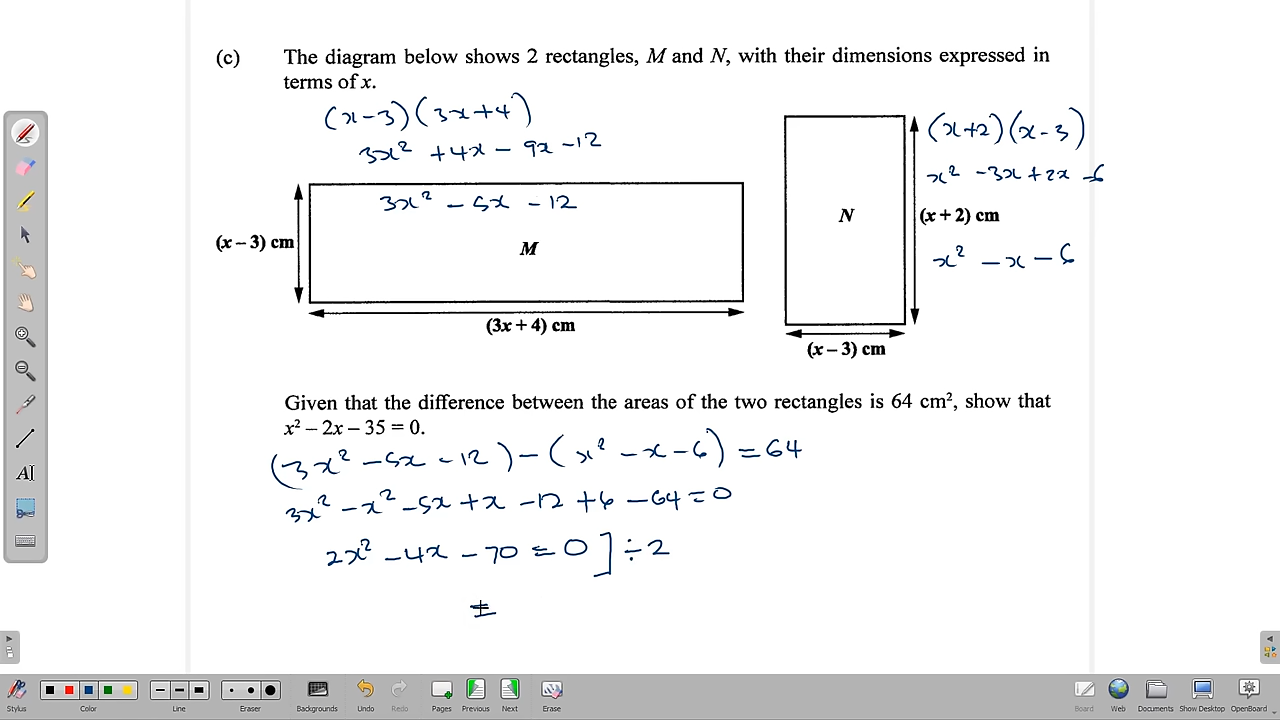 (c) The diagram below shows 2 rectangles, M and N, with their dimensions expressed in
terms of x.
(x-3)(3x+4)
3x² +4x - 9x -12
3x² - 5x - 12
(x – 3) cm
M
(3x + 4) cm
N
(x+2)(x-3)
x² -3x+2x -6
(x + 2) cm
x² - x - 6
(x – 3) cm
Given that the difference between the areas of the two rectangles is 64 cm², show that
x² – 2x – 35 = 0.
(3x² -5x -12) - (x² -x -6) = 64
3x² -x² -5x +x -12 +6 -64 = 0
2x² -4x -70 = 0 ] ÷2
=
AI
Stylus
Color
Line
Eraser
Backgrounds
Undo
Redo
Pages
Previous
Next
Erase
Board
Web
Documents
Show Desktop
OpenBoard